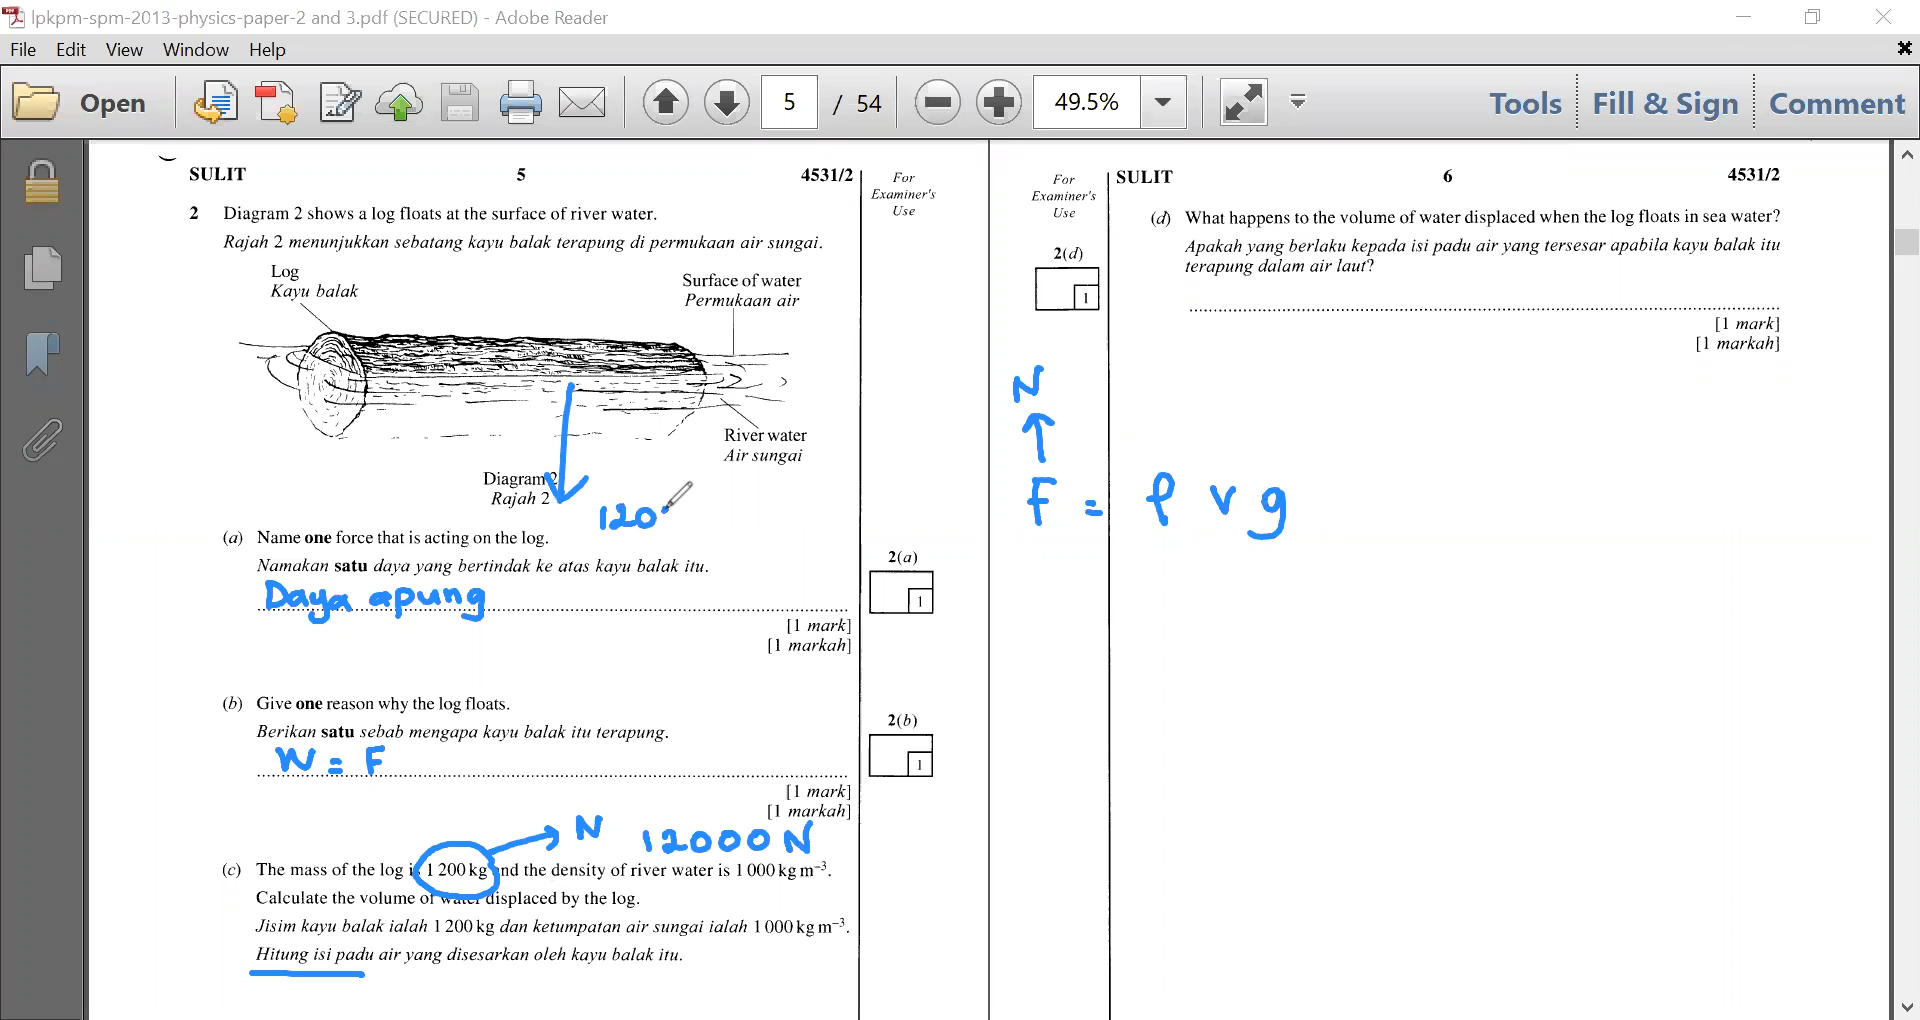 lpkpm-spm-2013-physics-paper-2 and 3.pdf (SECURED) - Adobe Reader
File Edit View Window Help
Open 5 / 54 49.5% Tools Fill & Sign Comment
SULIT 5 4531/2
For
Examiner's
Use
2 Diagram 2 shows a log floats at the surface of river water.
Rajah 2 menunjukkan sebatang kayu balak terapung di permukaan air sungai.
Log
Kayu balak
Surface of water
Permukaan air
River water
Air sungai
Diagram 2
Rajah 2
120
(a) Name one force that is acting on the log.
Namakan satu daya yang bertindak ke atas kayu balak itu.
Daya apung
2(a)
1
[1 mark]
[1 markah]
(b) Give one reason why the log floats.
Berikan satu sebab mengapa kayu balak itu terapung.
W = F
2(b)
1
[1 mark]
[1 markah]
N 12000 N
(c) The mass of the log is 1 200 kg and the density of river water is 1 000 kg m⁻³.
Calculate the volume of water displaced by the log.
Jisim kayu balak ialah 1 200 kg dan ketumpatan air sungai ialah 1 000 kg m⁻³.
Hitung isi padu air yang disesarkan oleh kayu balak itu.
For
Examiner's
Use
SULIT 6 4531/2
(d) What happens to the volume of water displaced when the log floats in sea water?
Apakah yang berlaku kepada isi padu air yang tersesar apabila kayu balak itu
terapung dalam air laut?
2(d)
1
[1 mark]
[1 markah]
N
F = ρ v g